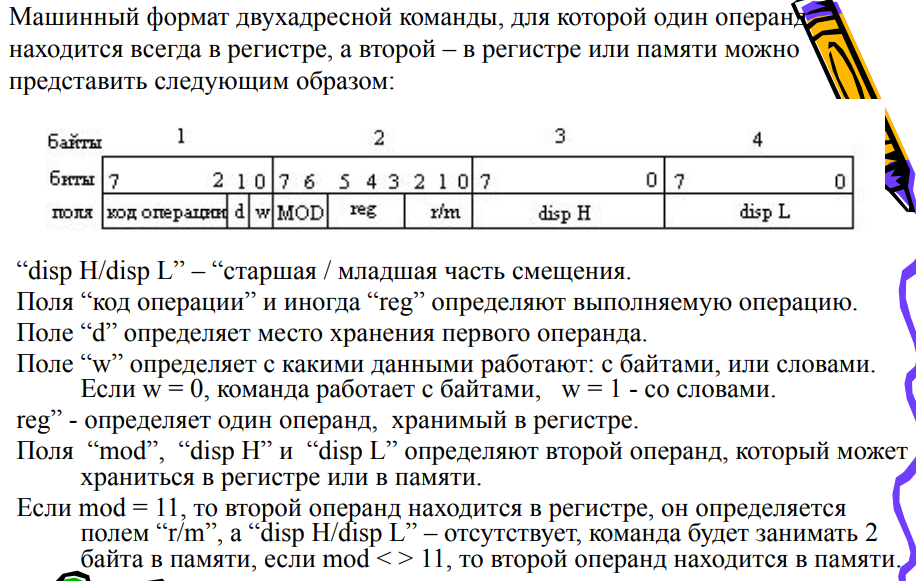 Машинный формат двухадресной команды, для которой один операнд
находится всегда в регистре, а второй – в регистре или памяти можно
представить следующим образом:
байты 1 2 3 4
биты 7 2 1 0 7 6 5 4 3 2 1 0 7 0 7 0
поля код операции d w MOD reg r/m disp H disp L
“disp H/disp L” – “старшая / младшая часть смещения.
Поля “код операции” и иногда “reg” определяют выполняемую операцию.
Поле “d” определяет место хранения первого операнда.
Поле “w” определяет с какими данными работают: с байтами, или словами.
Если w = 0, команда работает с байтами, w = 1 - со словами.
reg” - определяет один операнд, хранимый в регистре.
Поля “mod”, “disp H” и “disp L” определяют второй операнд, который может
храниться в регистре или в памяти.
Если mod = 11, то второй операнд находится в регистре, он определяется
полем “r/m”, а “disp H/disp L” – отсутствует, команда будет занимать 2
байта в памяти, если mod < > 11, то второй операнд находится в памяти.